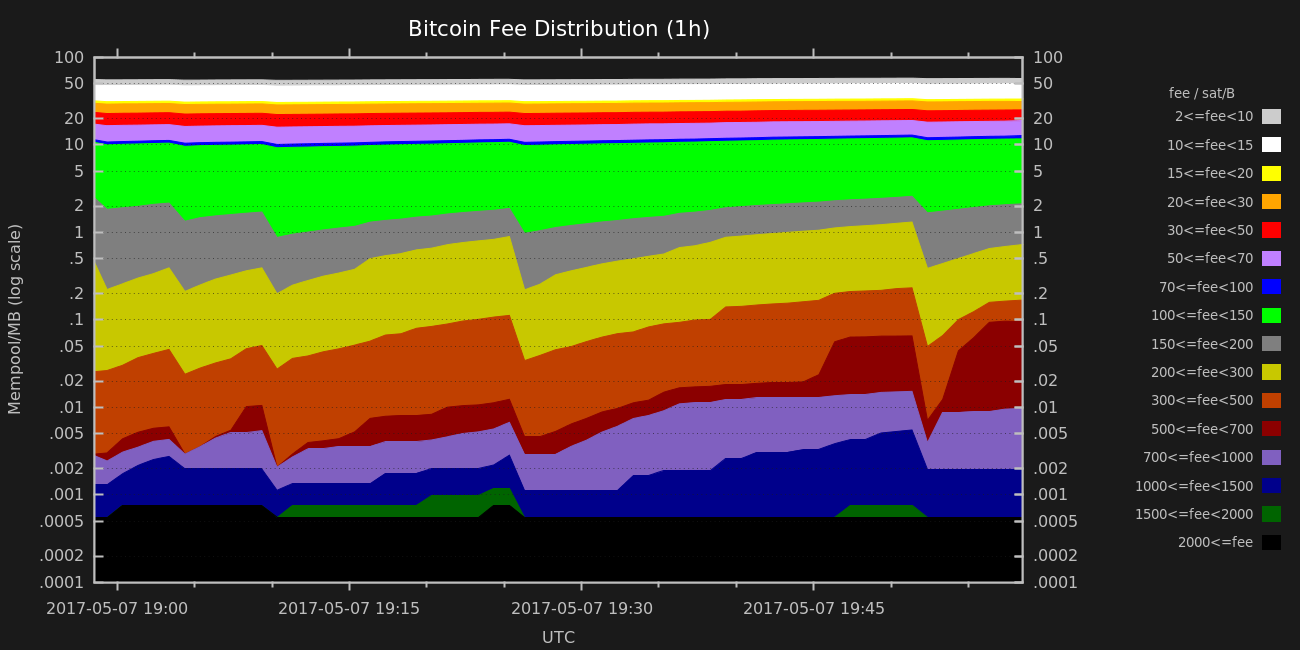 Bitcoin Fee Distribution (1h)
100
50
20
10
5
2
1
.5
.2
.1
.05
.02
.01
.005
.002
.001
.0005
.0002
.0001
Mempool/MB (log scale)
100
50
20
10
5
2
1
.5
.2
.1
.05
.02
.01
.005
.002
.001
.0005
.0002
.0001
2017-05-07 19:00 2017-05-07 19:15 2017-05-07 19:30 2017-05-07 19:45
UTC
fee / sat/B
2<=fee<10
10<=fee<15
15<=fee<20
20<=fee<30
30<=fee<50
50<=fee<70
70<=fee<100
100<=fee<150
150<=fee<200
200<=fee<300
300<=fee<500
500<=fee<700
700<=fee<1000
1000<=fee<1500
1500<=fee<2000
2000<=fee